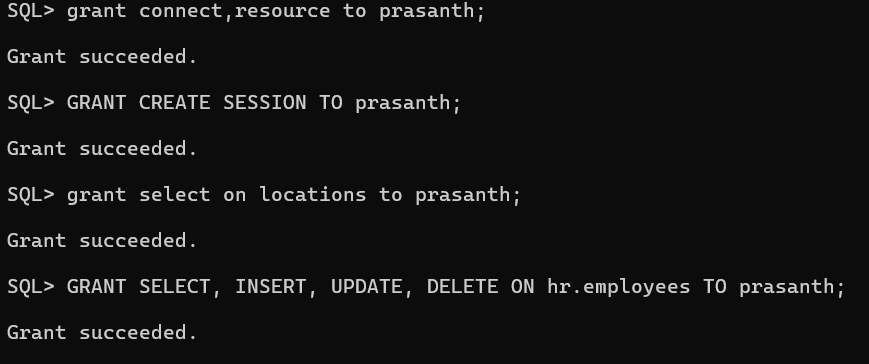 SQL> grant connect,resource to prasanth;
Grant succeeded.
SQL> GRANT CREATE SESSION TO prasanth;
Grant succeeded.
SQL> grant select on locations to prasanth;
Grant succeeded.
SQL> GRANT SELECT, INSERT, UPDATE, DELETE ON hr.employees TO prasanth;
Grant succeeded.